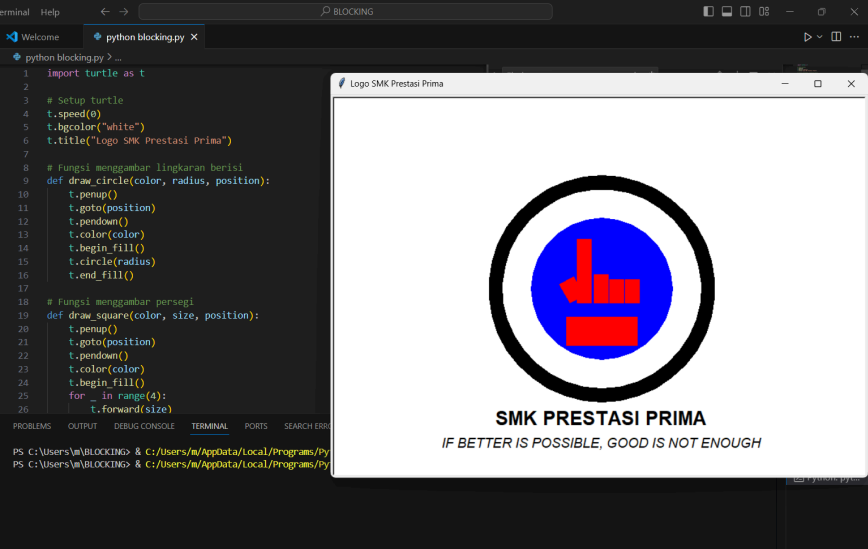 erminal Help
BLOCKING
Welcome
python blocking.py
python blocking.py > ...
1 import turtle as t
2
3 # Setup turtle
4 t.speed(0)
5 t.bgcolor("white")
6 t.title("Logo SMK Prestasi Prima")
7
8 # Fungsi menggambar lingkaran berisi
9 def draw_circle(color, radius, position):
10 t.penup()
11 t.goto(position)
12 t.pendown()
13 t.color(color)
14 t.begin_fill()
15 t.circle(radius)
16 t.end_fill()
17
18 # Fungsi menggambar persegi
19 def draw_square(color, size, position):
20 t.penup()
21 t.goto(position)
22 t.pendown()
23 t.color(color)
24 t.begin_fill()
25 for _ in range(4):
26 t.forward(size)
Logo SMK Prestasi Prima
SMK PRESTASI PRIMA
IF BETTER IS POSSIBLE, GOOD IS NOT ENOUGH
PROBLEMS OUTPUT DEBUG CONSOLE TERMINAL PORTS SEARCH ERRO
PS C:\Users\m\BLOCKING> & C:/Users/m/AppData/Local/Programs/Py
PS C:\Users\m\BLOCKING> & C:/Users/m/AppData/Local/Programs/Py